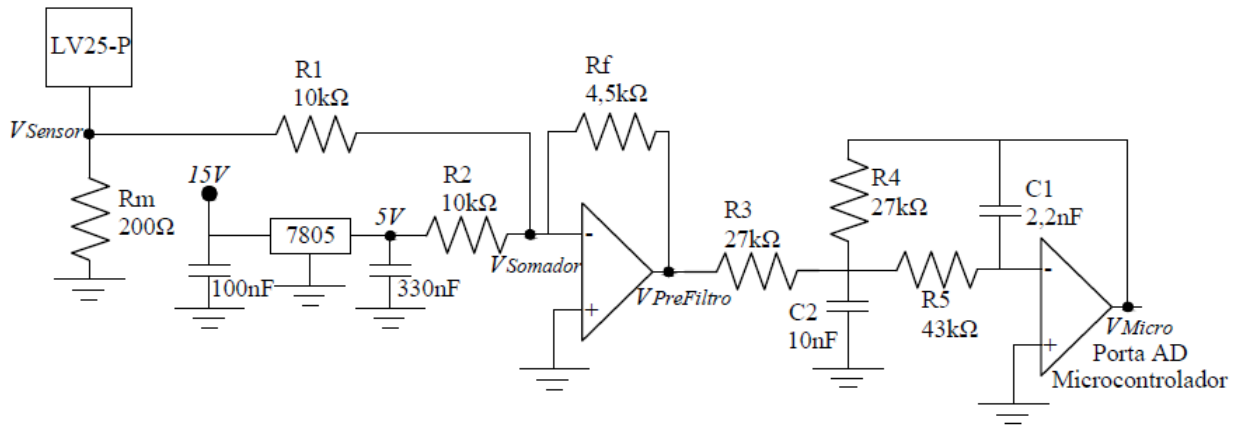 LV25-P
VSensor
Rm
200Ω
R1
10kΩ
15V
7805
100nF
5V
330nF
R2
10kΩ
VSomador
Rf
4,5kΩ
-
+
VPreFiltro
R3
27kΩ
R4
27kΩ
C2
10nF
R5
43kΩ
C1
2,2nF
-
+
VMicro
Porta AD
Microcontrolador